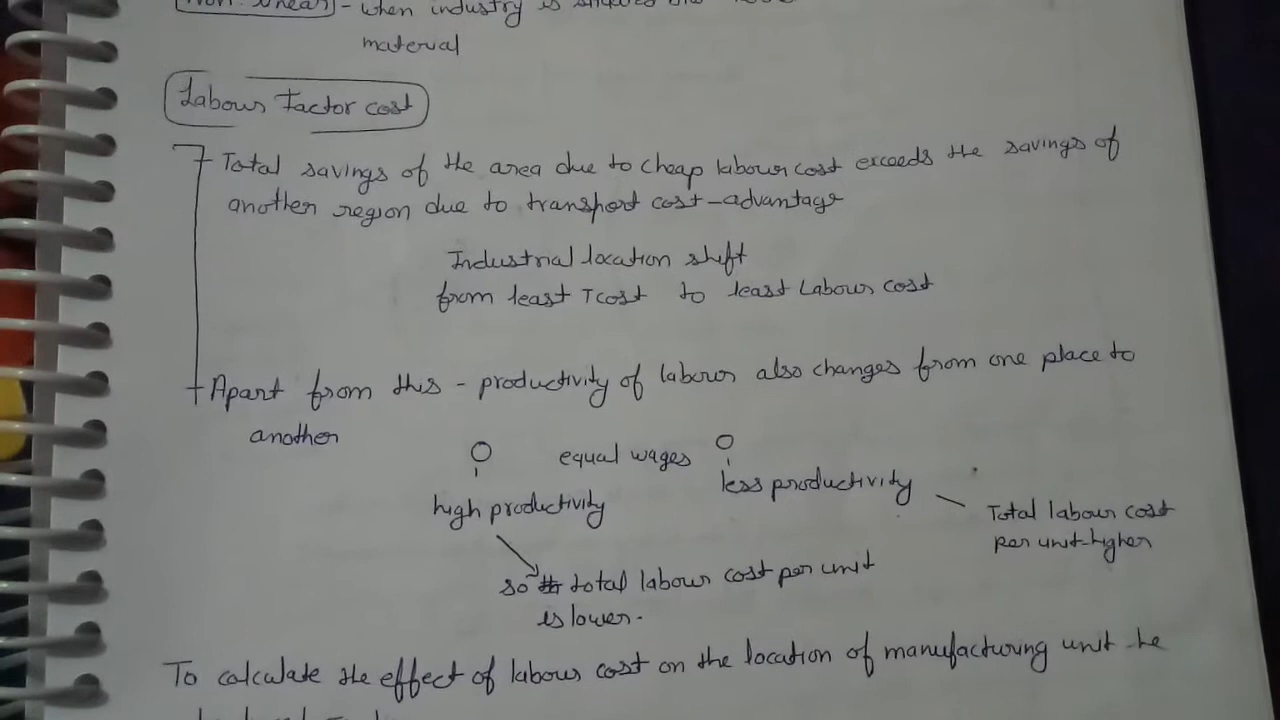 when industry is
material
Labour Factor cost
Total savings of the area due to cheap labour cost exceeds the savings of
another region due to transport cost-advantage
Industrial location shift
from least Tcost to least Labour cost
Apart from this - productivity of labour also changes from one place to
another
equal wages
high productivity
less productivity
Total labour cost
per unit-higher
so total labour cost per unit
is lower.
To calculate the effect of labour cost on the location of manufacturing unit he